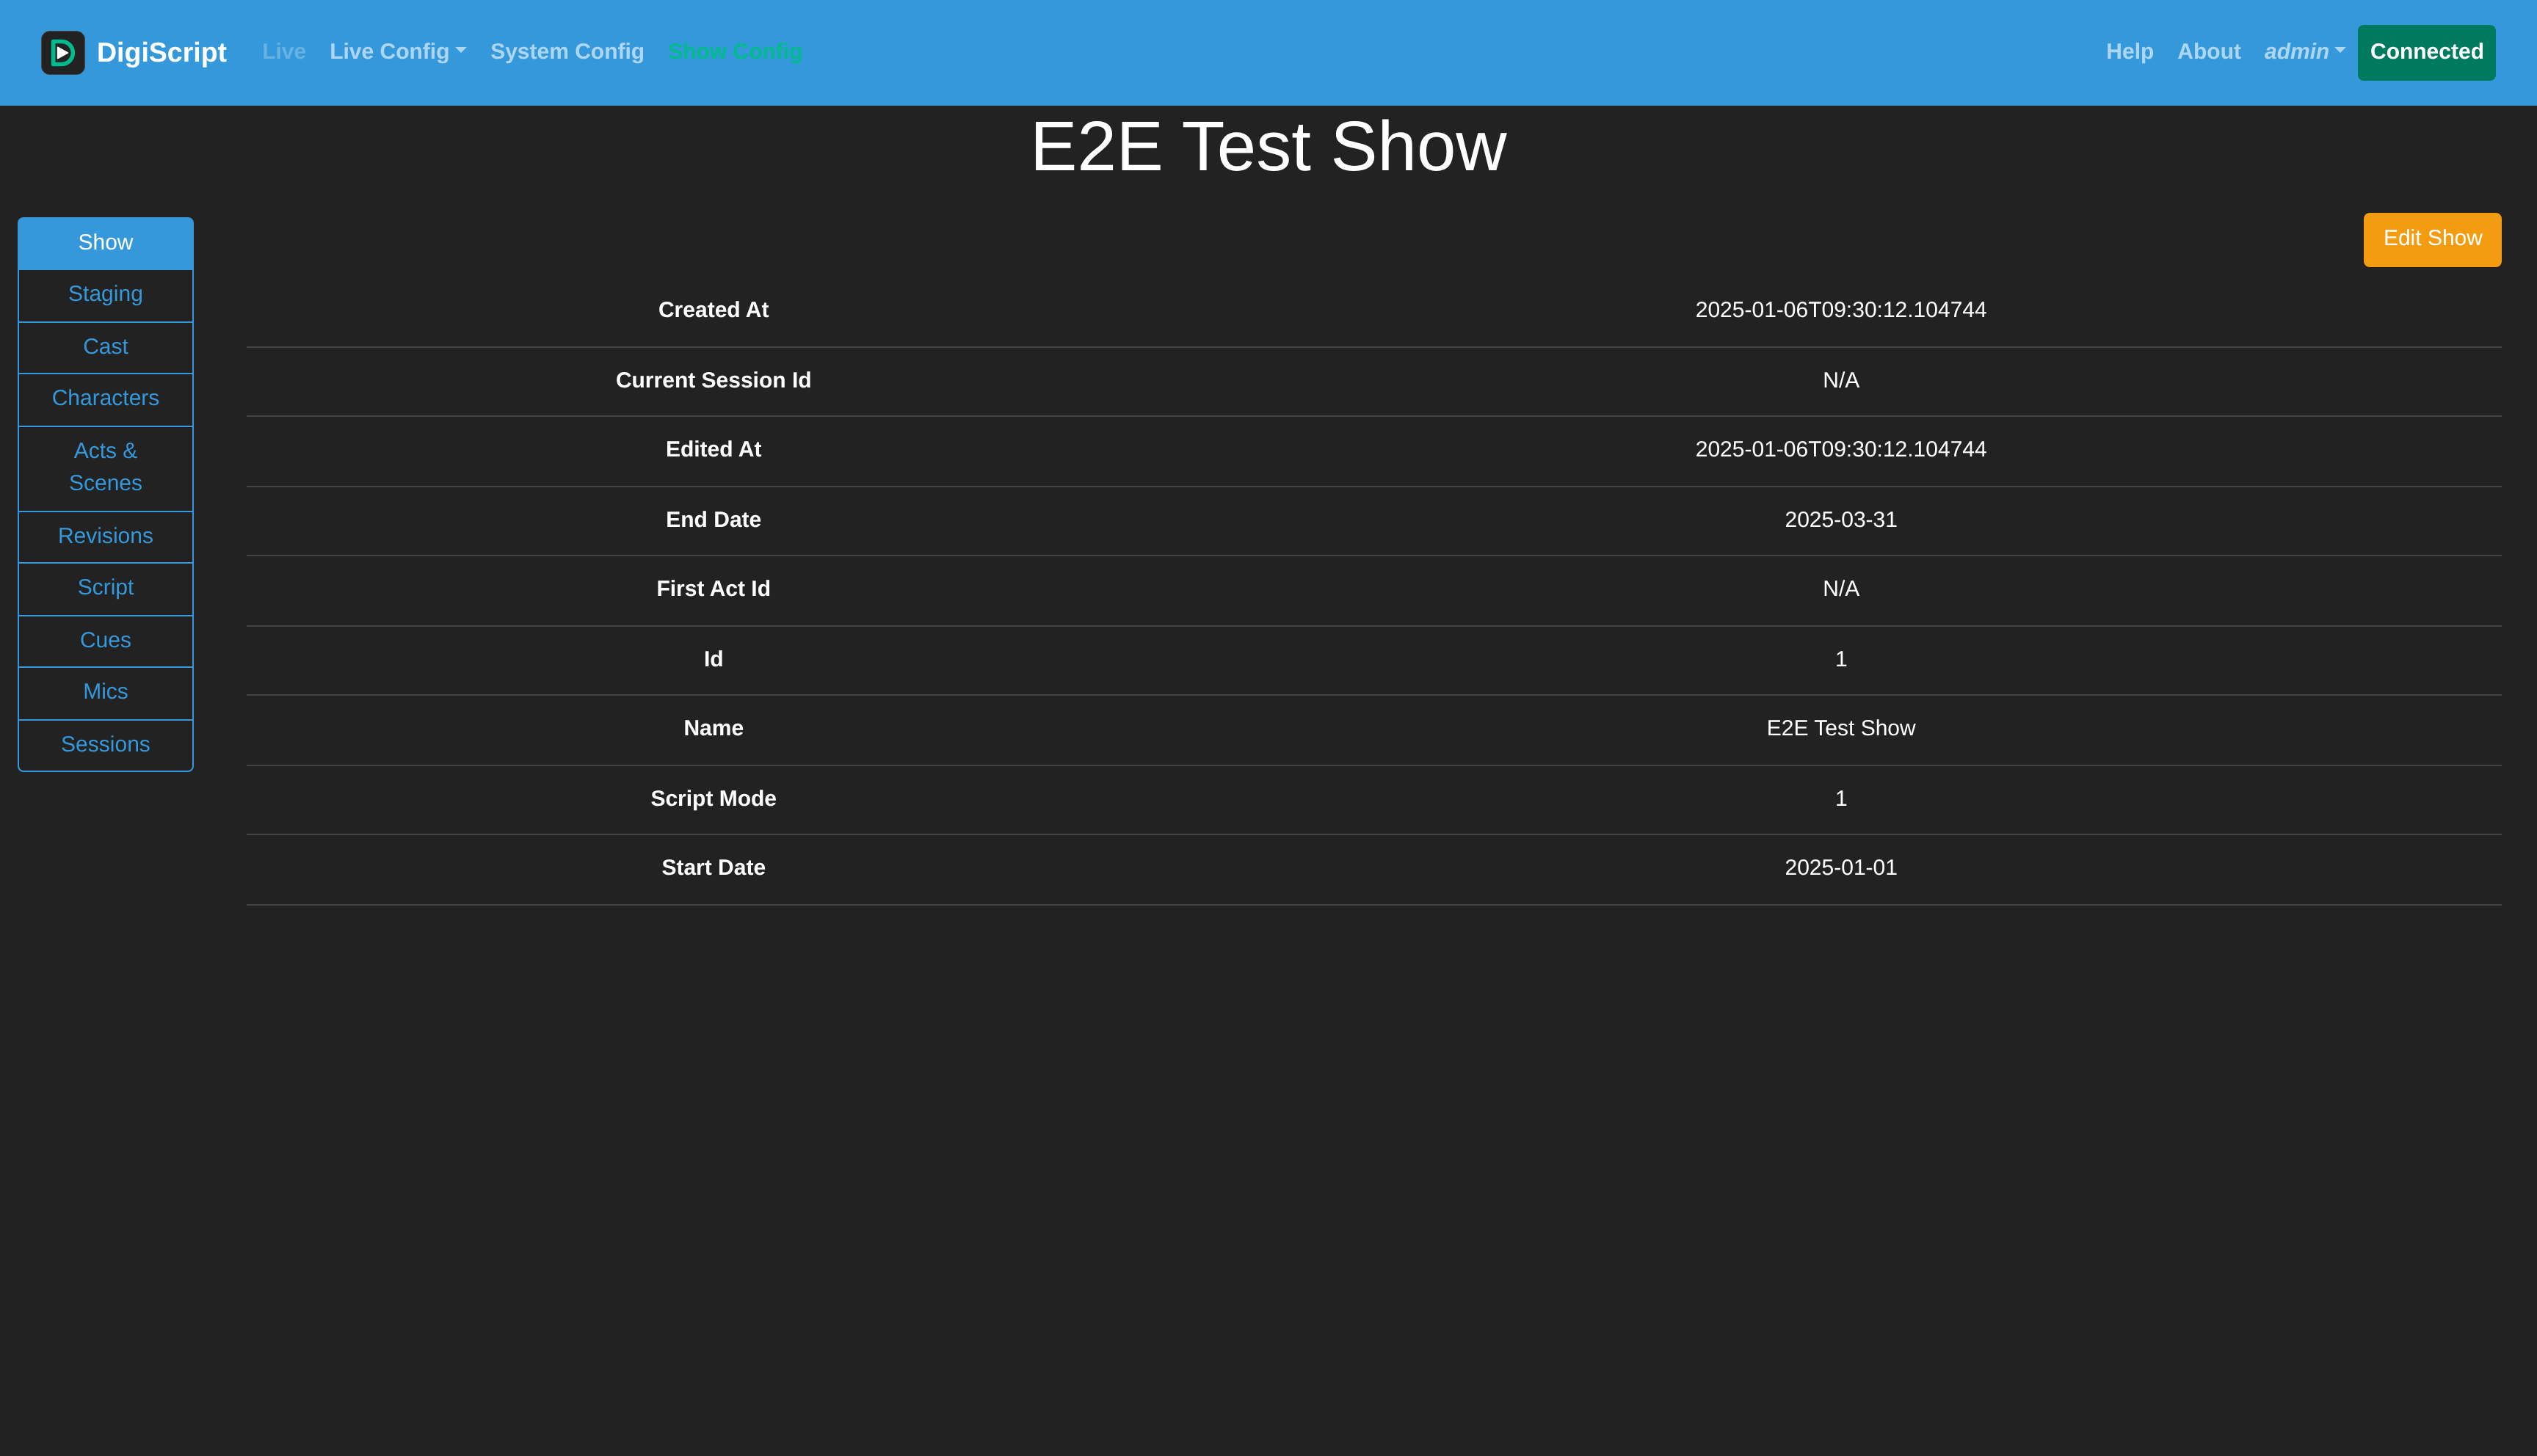 DigiScript Live Live Config System Config Show Config Help About admin Connected
E2E Test Show
Show
Staging
Cast
Characters
Acts &
Scenes
Revisions
Script
Cues
Mics
Sessions
Edit Show
Created At 2025-01-06T09:30:12.104744
Current Session Id N/A
Edited At 2025-01-06T09:30:12.104744
End Date 2025-03-31
First Act Id N/A
Id 1
Name E2E Test Show
Script Mode 1
Start Date 2025-01-01